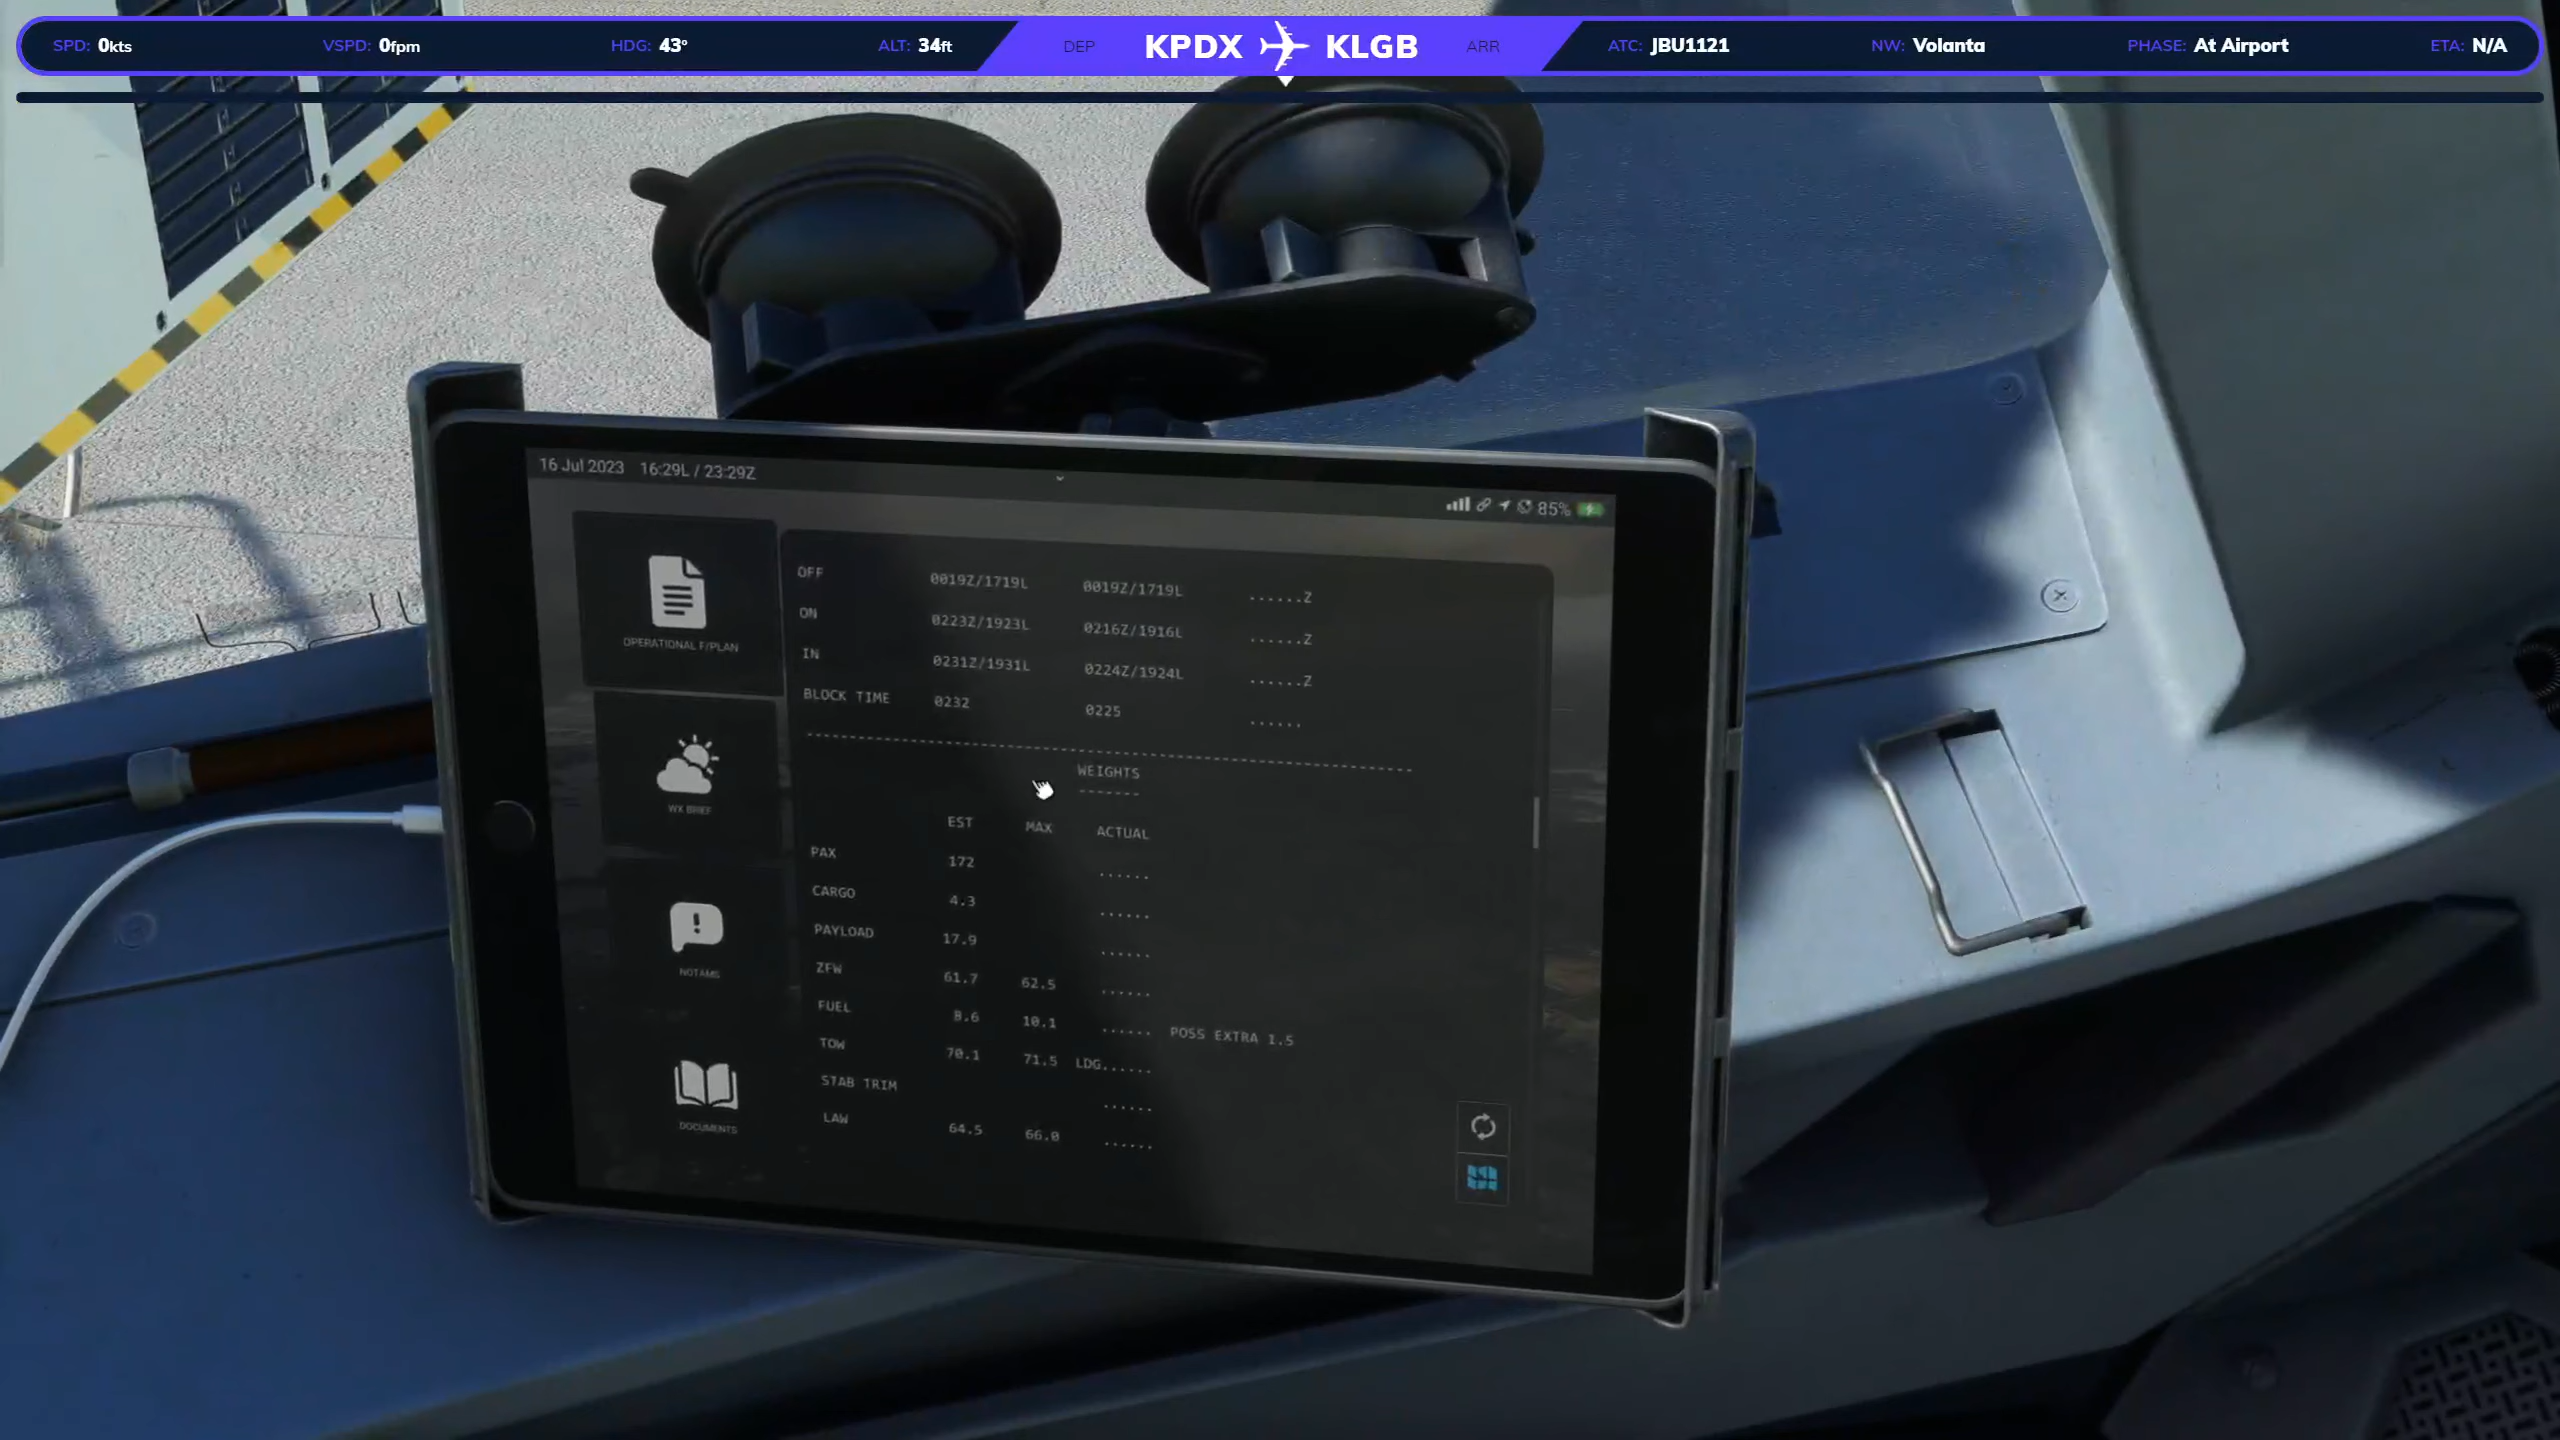 SPD: 0kts VSPD: 0fpm HDG: 43° ALT: 34ft DEP KPDX KLGB ARR ATC: JBU1121 NW: Volanta PHASE: At Airport ETA: N/A
16 Jul 2023 16:29L / 23:29Z
85%
OPERATIONAL F/PLAN
WX BRIEF
NOTAMS
DOCUMENTS
OFF 0019Z/1719L 0019Z/1719L ......Z
ON 0223Z/1923L 0216Z/1916L ......Z
IN 0231Z/1931L 0224Z/1924L ......Z
BLOCK TIME 0232 0225 ......
WEIGHTS
EST MAX ACTUAL
PAX 172 ......
CARGO 4.3 ......
PAYLOAD 17.9 ......
ZFW 61.7 62.5 ......
FUEL 8.6 10.1 ...... POSS EXTRA 1.5
TOW 70.1 71.5 LDG......
STAB TRIM ......
LAW 64.5 66.0 ......